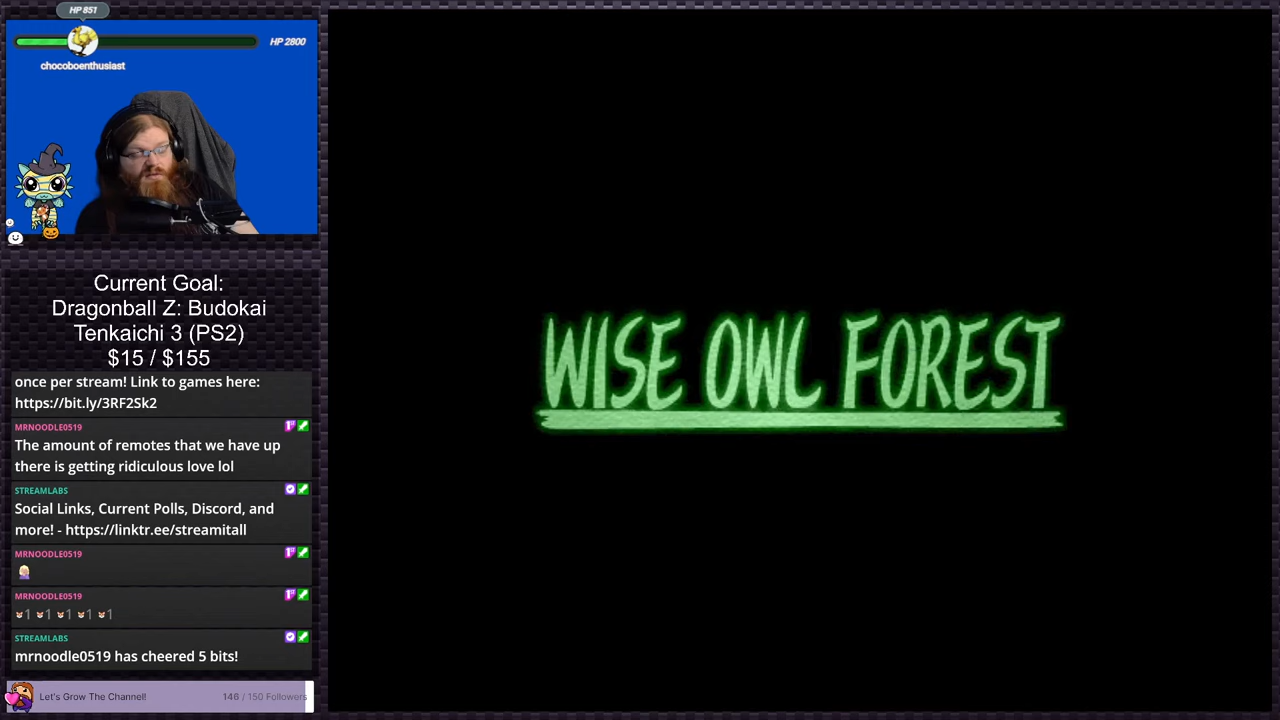 HP 851
HP 2800
chocoboenthusiast
Current Goal:
Dragonball Z: Budokai
Tenkaichi 3 (PS2)
$15 / $155
once per stream! Link to games here:
https://bit.ly/3RF2Sk2
MRNOODLE0519
The amount of remotes that we have up
there is getting ridiculous love lol
STREAMLABS
Social Links, Current Polls, Discord, and
more! - https://linktr.ee/streamitall
MRNOODLE0519
MRNOODLE0519
1 1 1 1 1
STREAMLABS
mrnoodle0519 has cheered 5 bits!
Let's Grow The Channel!
146 / 150 Followers
WISE OWL FOREST